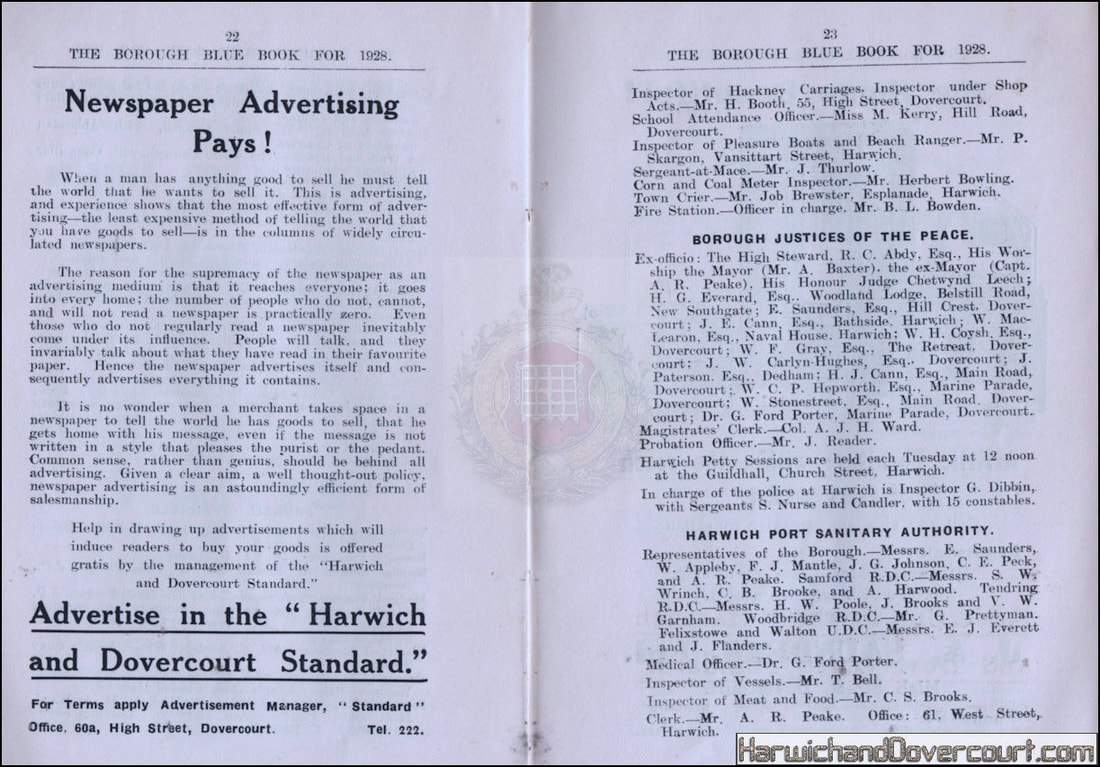 22
THE BOROUGH BLUE BOOK FOR 1928.
Newspaper Advertising
Pays!
When a man has anything good to sell he must tell
the world that he wants to sell it. This is advertising,
and experience shows that the most effective form of adver-
tising—the least expensive method of telling the world that
you have goods to sell—is in the columns of widely circu-
lated newspapers.
The reason for the supremacy of the newspaper as an
advertising medium is that it reaches everyone; it goes
into every home; the number of people who do not, cannot,
and will not read a newspaper is practically zero. Even
those who do not regularly read a newspaper inevitably
come under its influence. People will talk, and they
invariably talk about what they have read in their favourite
paper. Hence the newspaper advertises itself and con-
sequently advertises everything it contains.
It is no wonder when a merchant takes space in a
newspaper to tell the world he has goods to sell, that he
gets home with his message, even if the message is not
written in a style that pleases the purist or the pedant.
Common sense, rather than genius, should be behind all
advertising. Given a clear aim, a well thought-out policy,
newspaper advertising is an astoundingly efficient form of
salesmanship.
Help in drawing up advertisements which will
induce readers to buy your goods is offered
gratis by the management of the "Harwich
and Dovercourt Standard."
Advertise in the "Harwich
and Dovercourt Standard."
For Terms apply Advertisement Manager, "Standard"
Office, 60a, High Street, Dovercourt. Tel. 222.
23
THE BOROUGH BLUE BOOK FOR 1928.
Inspector of Hackney Carriages. Inspector under Shop
Acts.—Mr. H. Booth, 55, High Street, Dovercourt.
School Attendance Officer.—Miss M. Kerry, Hill Road,
Dovercourt.
Inspector of Pleasure Boats and Beach Ranger.—Mr. P.
Skargon, Vansittart Street, Harwich.
Sergeant-at-Mace.—Mr. J. Thurlow.
Corn and Coal Meter Inspector.—Mr. Herbert Bowling.
Town Crier.—Mr. Job Brewster, Esplanade, Harwich.
Fire Station.—Officer in charge, Mr. B. L. Bowden.
BOROUGH JUSTICES OF THE PEACE.
Ex-officio: The High Steward, R. C. Abdy, Esq., His Wor-
ship the Mayor (Mr. A. Baxter), the ex-Mayor (Capt.
A. R. Peake), His Honour Judge Chetwynd Leech;
H. G. Everard, Esq., Woodland Lodge, Belstill Road,
New Southgate; E. Saunders, Esq., Hill Crest, Dover-
court; J. E. Cann, Esq., Bathside, Harwich; W. Mac-
Learon, Esq., Naval House, Harwich; W. H. Coysh, Esq.,
Dovercourt; W. F. Gray, Esq., The Retreat, Dover-
court; J. W. Carlyn-Hughes, Esq., Dovercourt; J.
Paterson, Esq., Dedham; H. J. Cann, Esq., Main Road,
Dovercourt; W. C. P. Hepworth, Esq., Marine Parade,
Dovercourt; W. Stonestreet, Esq., Main Road, Dover-
court; Dr. G. Ford Porter, Marine Parade, Dovercourt.
Magistrates' Clerk.—Col. A. J. H. Ward.
Probation Officer.—Mr. J. Reader.
Harwich Petty Sessions are held each Tuesday at 12 noon
at the Guildhall, Church Street, Harwich.
In charge of the police at Harwich is Inspector G. Dibbin,
with Sergeants S. Nurse and Candler, with 15 constables.
HARWICH PORT SANITARY AUTHORITY.
Representatives of the Borough.—Messrs. E. Saunders,
W. Appleby, F. J. Mantle, J. G. Johnson, C. E. Peck,
and A. R. Peake. Samford R.D.C.—Messrs. S. W.
Wrinch, C. B. Brooke, and A. Harwood. Tendring
R.D.C.—Messrs. H. W. Poole, J. Brooks and V. W.
Garnham. Woodbridge R.D.C.—Mr. G. Prettyman.
Felixstowe and Walton U.D.C.—Messrs. E. J. Everett
and J. Flanders.
Medical Officer.—Dr. G. Ford Porter.
Inspector of Vessels.—Mr. T. Bell.
Inspector of Meat and Food.—Mr. C. S. Brooks.
Clerk.—Mr. A. R. Peake. Office: 61, West Street,
Harwich.
HarwichandDovercourt.com